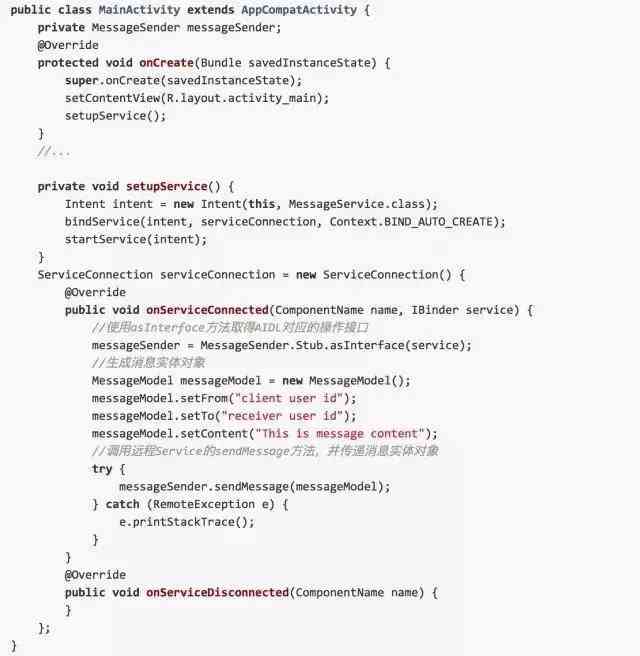 public class MainActivity extends AppCompatActivity {
    private MessageSender messageSender;
    @Override
    protected void onCreate(Bundle savedInstanceState) {
        super.onCreate(savedInstanceState);
        setContentView(R.layout.activity_main);
        setupService();
    }
    //...

    private void setupService() {
        Intent intent = new Intent(this, MessageService.class);
        bindService(intent, serviceConnection, Context.BIND_AUTO_CREATE);
        startService(intent);
    }
    ServiceConnection serviceConnection = new ServiceConnection() {
        @Override
        public void onServiceConnected(ComponentName name, IBinder service) {
            //使用asInterface方法取得AIDL对应的操作接口
            messageSender = MessageSender.Stub.asInterface(service);
            //生成消息实体对象
            MessageModel messageModel = new MessageModel();
            messageModel.setFrom("client user id");
            messageModel.setTo("receiver user id");
            messageModel.setContent("This is message content");
            //调用远程Service的sendMessage方法，并传递消息实体对象
            try {
                messageSender.sendMessage(messageModel);
            } catch (RemoteException e) {
                e.printStackTrace();
            }
        }
        @Override
        public void onServiceDisconnected(ComponentName name) {
        }
    };
}